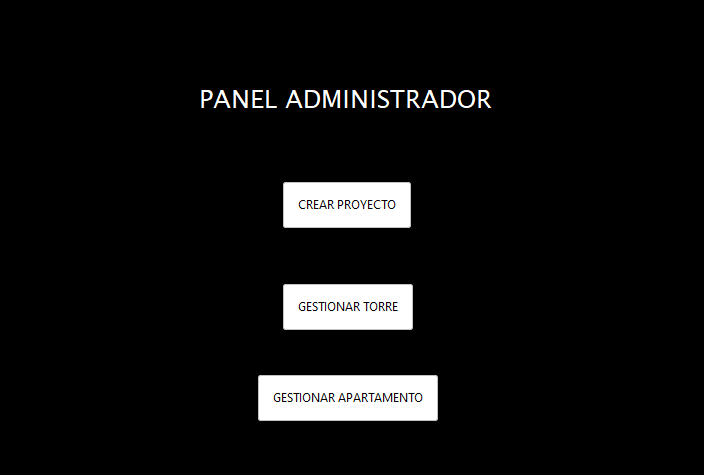 PANEL ADMINISTRADOR
CREAR PROYECTO
GESTIONAR TORRE
GESTIONAR APARTAMENTO